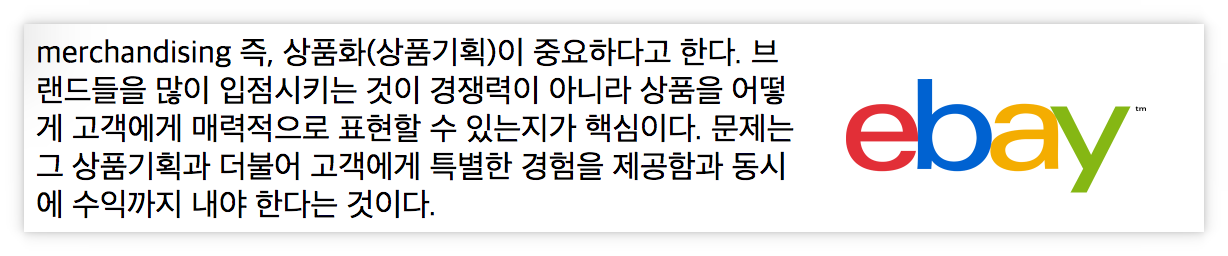 merchandising 즉, 상품화(상품기획)이 중요하다고 한다. 브
랜드들을 많이 입점시키는 것이 경쟁력이 아니라 상품을 어떻
게 고객에게 매력적으로 표현할 수 있는지가 핵심이다. 문제는
그 상품기획과 더불어 고객에게 특별한 경험을 제공함과 동시
에 수익까지 내야 한다는 것이다.
ebay™